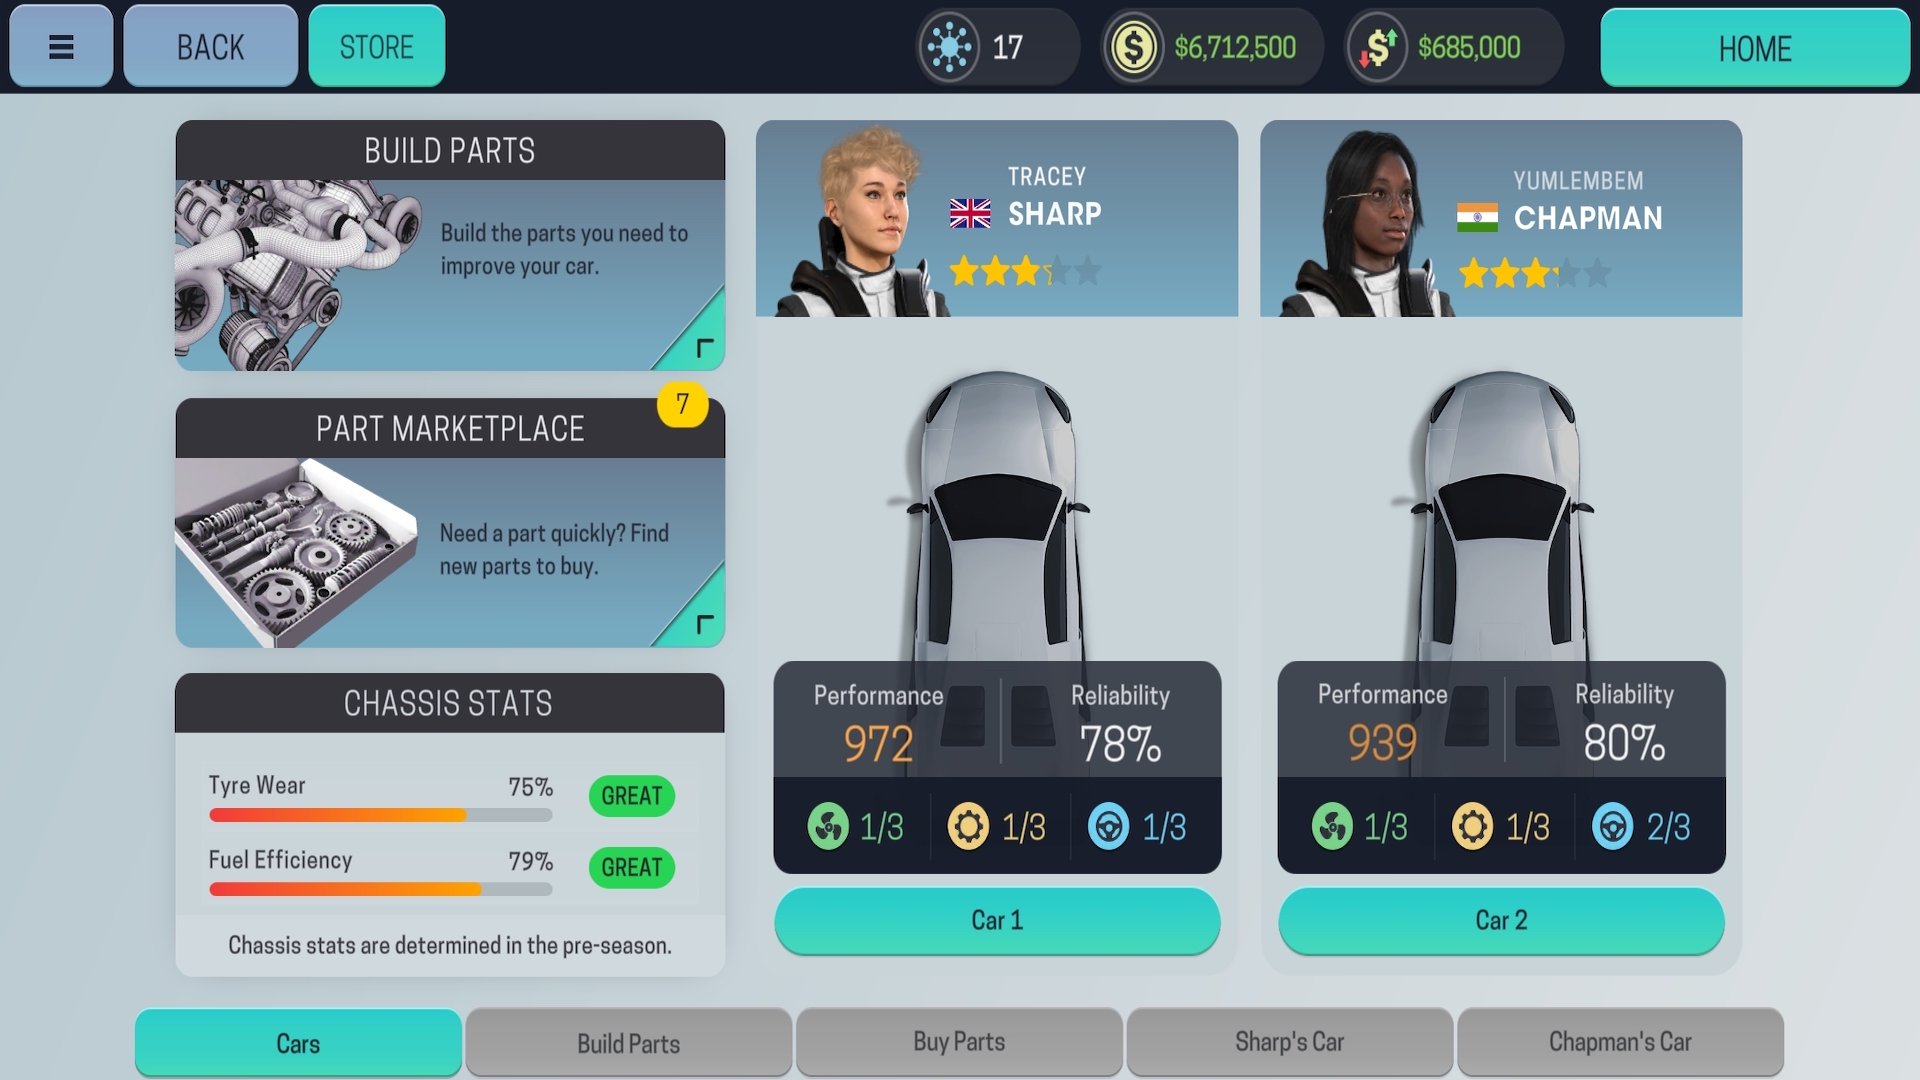 BACK
STORE
17
$6,712,500
$685,000
HOME
BUILD PARTS
Build the parts you need to
improve your car.
PART MARKETPLACE
7
Need a part quickly? Find
new parts to buy.
CHASSIS STATS
Tyre Wear
75%
GREAT
Fuel Efficiency
79%
GREAT
Chassis stats are determined in the pre-season.
TRACEY
SHARP
Performance
972
Reliability
78%
1/3
1/3
1/3
Car 1
YUMLEMBEM
CHAPMAN
Performance
939
Reliability
80%
1/3
1/3
2/3
Car 2
Cars
Build Parts
Buy Parts
Sharp's Car
Chapman's Car